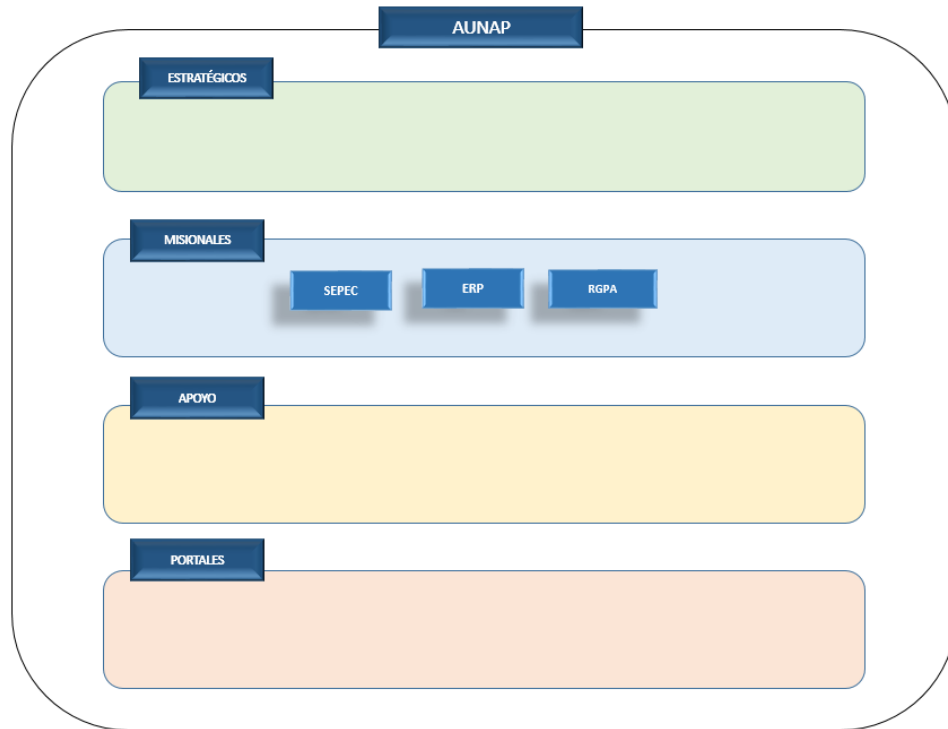 AUNAP
ESTRATÉGICOS
MISIONALES
SEPEC
ERP
RGPA
APOYO
PORTALES